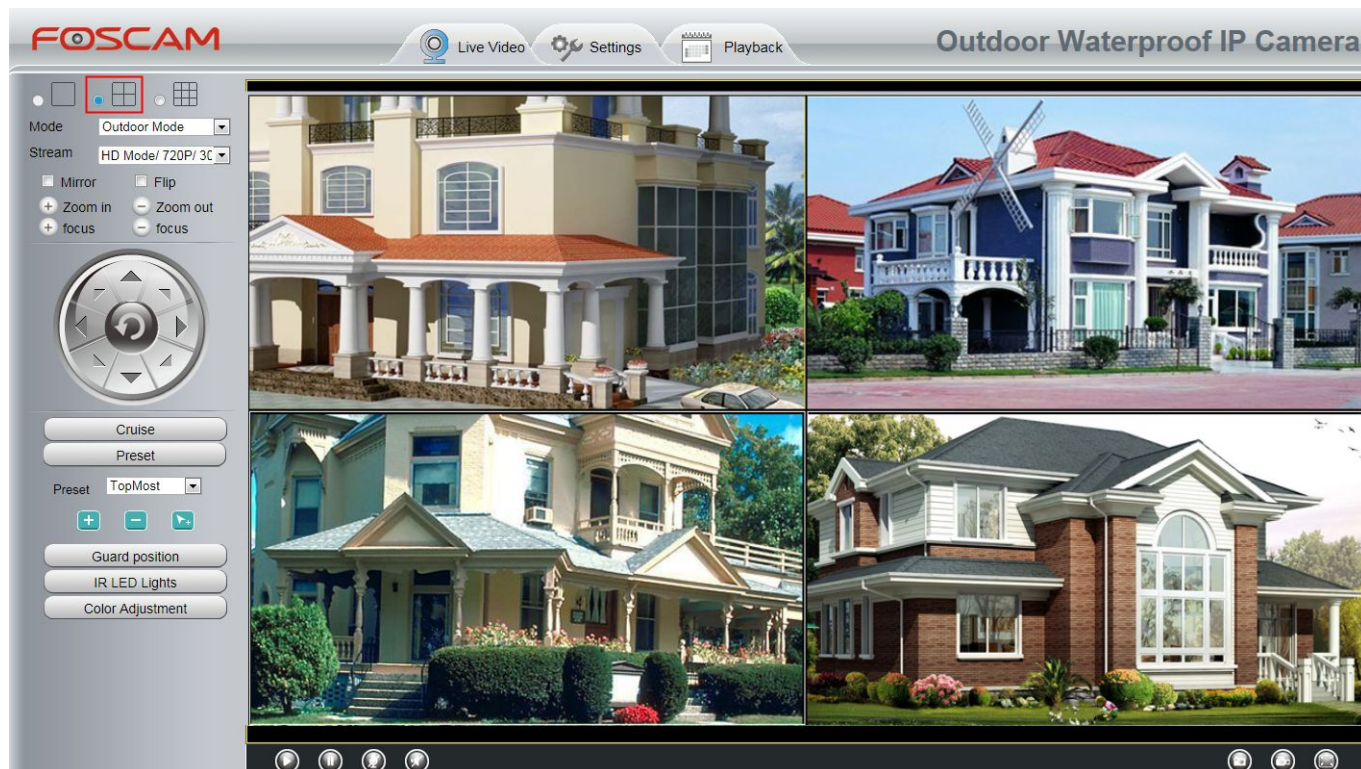 FOSCAM
Live Video
Settings
Playback
Outdoor Waterproof IP Camera
Mode
Outdoor Mode
Stream
HD Mode/ 720P/ 30
Mirror
Flip
Zoom in
Zoom out
focus
focus
Cruise
Preset
Preset
TopMost
Guard position
IR LED Lights
Color Adjustment